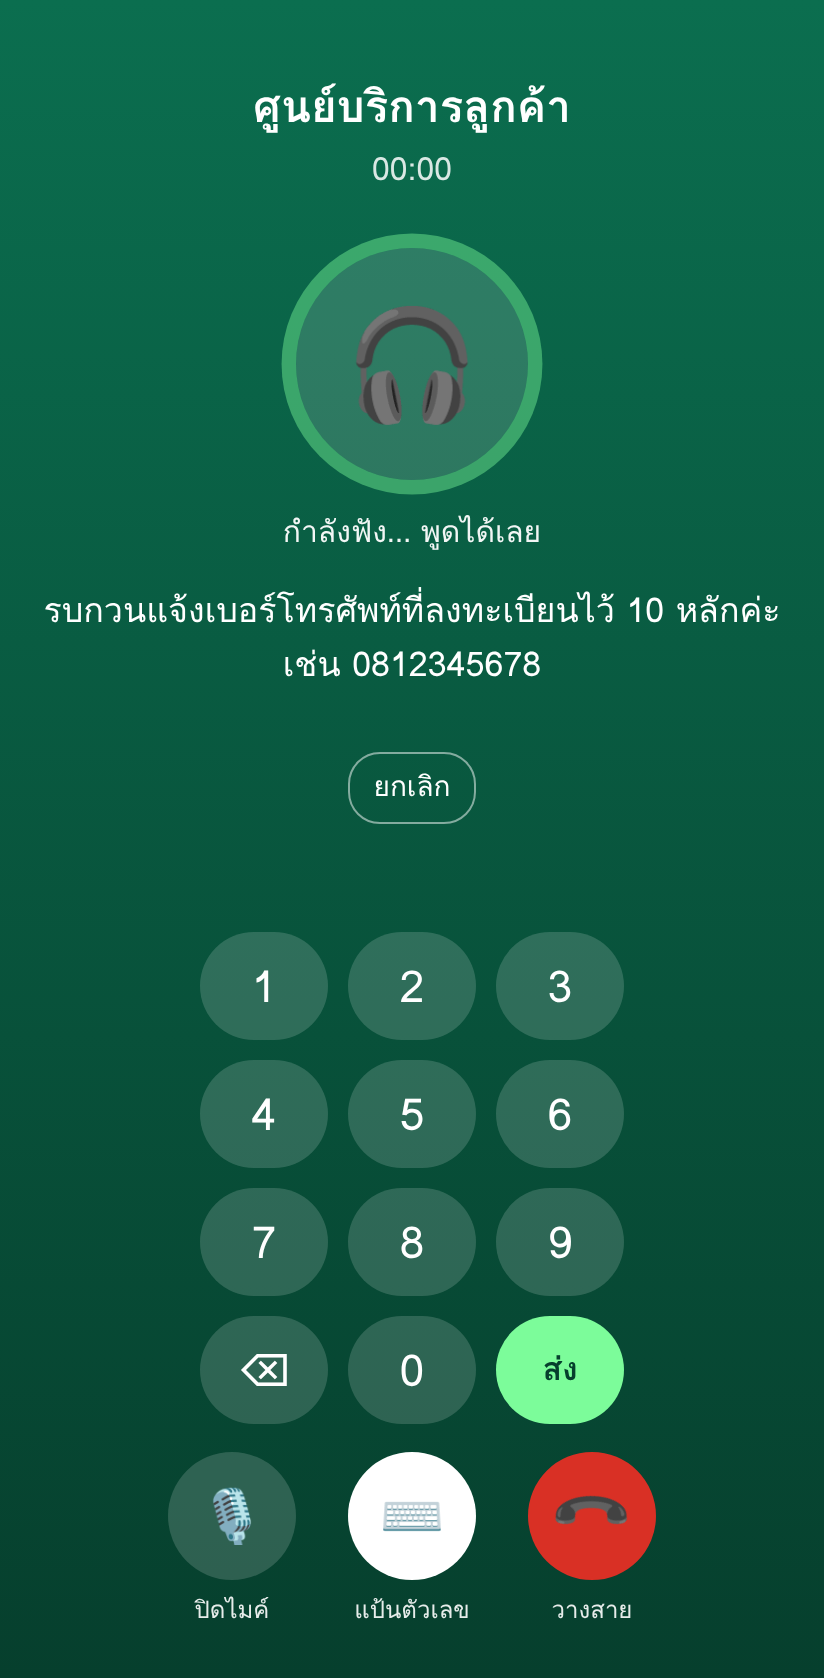 ศูนย์บริการลูกค้า
00:00
กำลังฟัง... พูดได้เลย
รบกวนแจ้งเบอร์โทรศัพท์ที่ลงทะเบียนไว้ 10 หลักค่ะ
เช่น 0812345678
ยกเลิก
1 2 3
4 5 6
7 8 9
0 ส่ง
ปิดไมค์ แป้นตัวเลข วางสาย